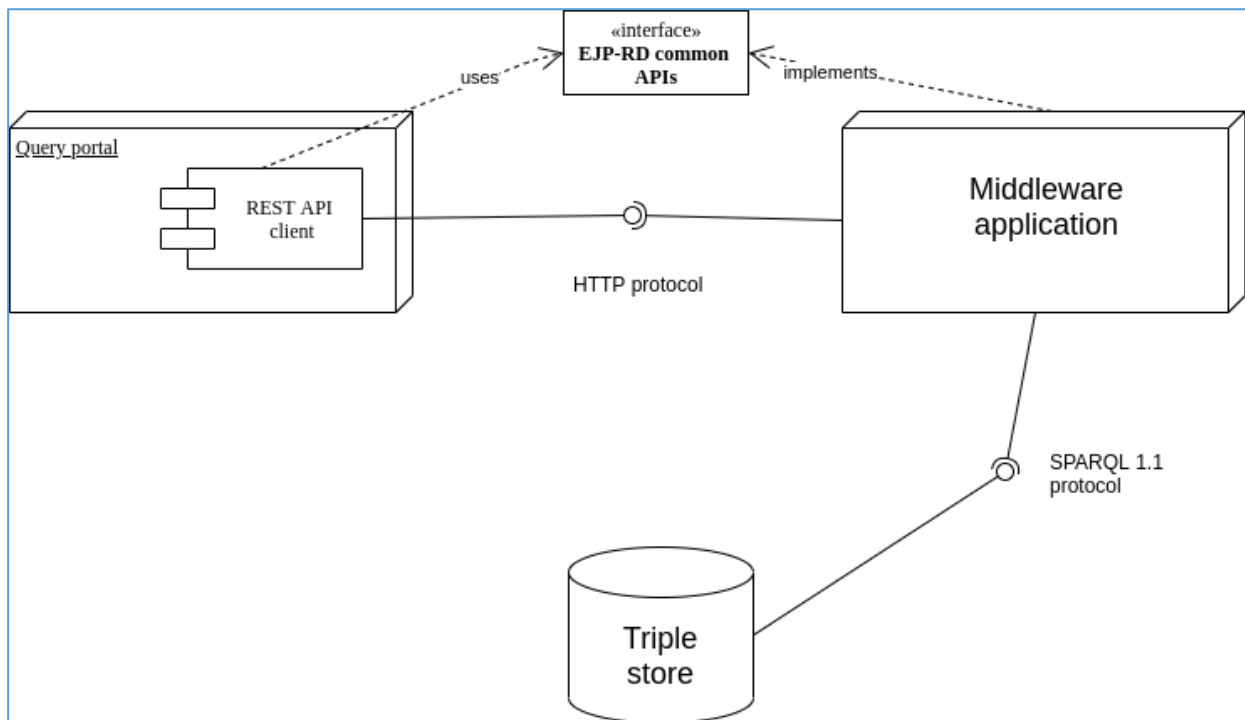 «interface»
EJP-RD common
APIs
uses
implements
Query portal
REST API
client
Middleware
application
HTTP protocol
SPARQL 1.1
protocol
Triple
store